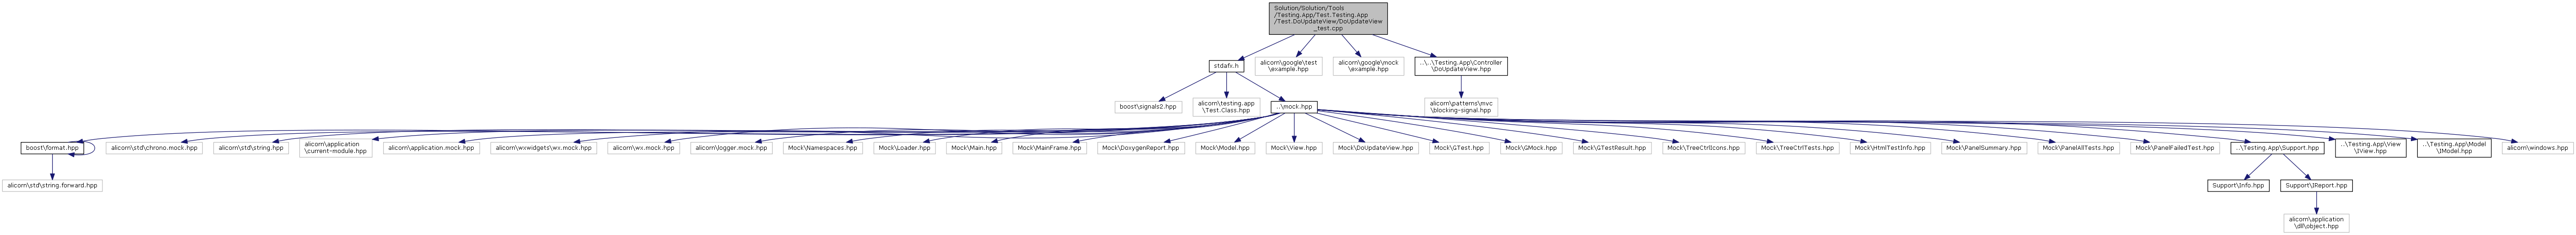 Solution/Solution/Tools
/Testing.App/Test.Testing.App
/Test.DoUpdateView/DoUpdateView
_test.cpp
stdafx.h
alicorn\google\test
\example.hpp
alicorn\google\mock
\example.hpp
..\..\Testing.App\Controller
\DoUpdateView.hpp
boost\signals2.hpp
alicorn\testing.app
\Test.Class.hpp
..\mock.hpp
alicorn\patterns\mvc
\blocking-signal.hpp
boost\format.hpp
alicorn\std\chrono.mock.hpp
alicorn\std\string.hpp
alicorn\application
\current-module.hpp
alicorn\application.mock.hpp
alicorn\wxwidgets\wx.mock.hpp
alicorn\wx.mock.hpp
alicorn\logger.mock.hpp
Mock\Namespaces.hpp
Mock\Loader.hpp
Mock\Main.hpp
Mock\MainFrame.hpp
Mock\DoxygenReport.hpp
Mock\Model.hpp
Mock\View.hpp
Mock\DoUpdateView.hpp
Mock\GTest.hpp
Mock\GMock.hpp
Mock\GTestResult.hpp
Mock\TreeCtrlIcons.hpp
Mock\TreeCtrlTests.hpp
Mock\HtmlTestInfo.hpp
Mock\PanelSummary.hpp
Mock\PanelAllTests.hpp
Mock\PanelFailedTest.hpp
..\Testing.App\Support.hpp
..\Testing.App\View
\IView.hpp
..\Testing.App\Model
\IModel.hpp
alicorn\windows.hpp
alicorn\std\string.forward.hpp
Support\Info.hpp
Support\IReport.hpp
alicorn\application
\dll\object.hpp